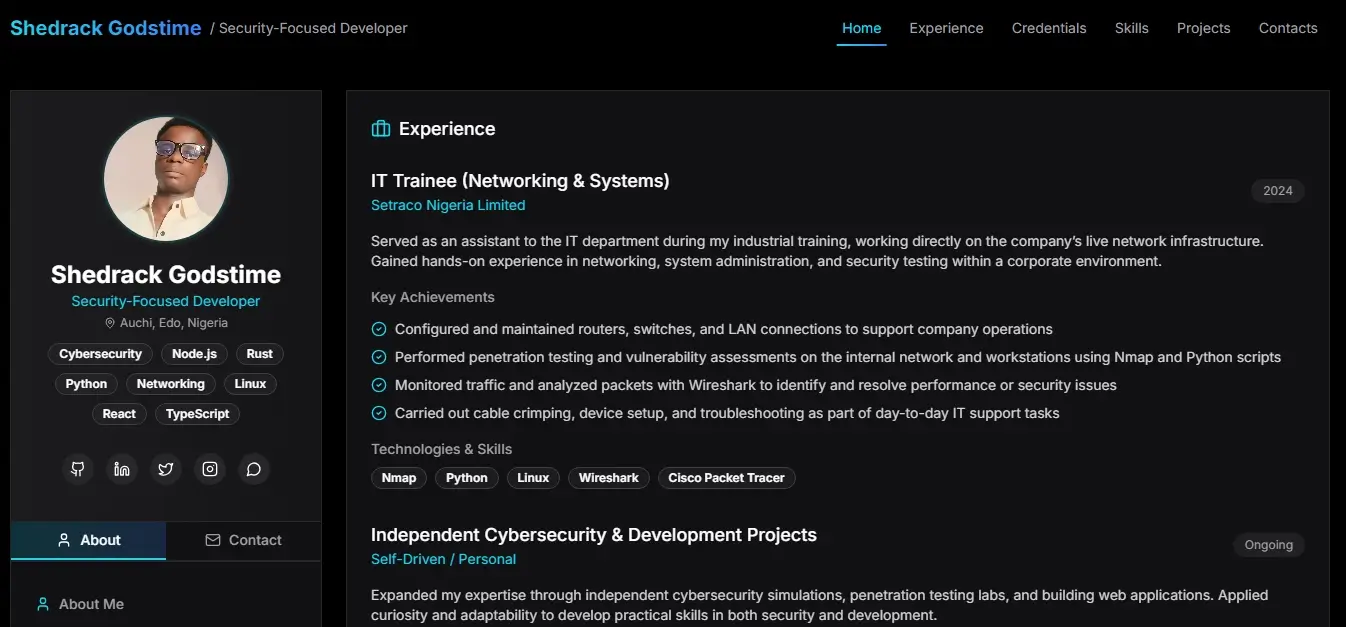 Shedrack Godstime / Security-Focused Developer
Home Experience Credentials Skills Projects Contacts
Shedrack Godstime
Security-Focused Developer
Auchi, Edo, Nigeria
Cybersecurity Node.js Rust
Python Networking Linux
React TypeScript
About Contact
About Me
Experience
IT Trainee (Networking & Systems)
2024
Setraco Nigeria Limited
Served as an assistant to the IT department during my industrial training, working directly on the company’s live network infrastructure.
Gained hands-on experience in networking, system administration, and security testing within a corporate environment.
Key Achievements
Configured and maintained routers, switches, and LAN connections to support company operations
Performed penetration testing and vulnerability assessments on the internal network and workstations using Nmap and Python scripts
Monitored traffic and analyzed packets with Wireshark to identify and resolve performance or security issues
Carried out cable crimping, device setup, and troubleshooting as part of day-to-day IT support tasks
Technologies & Skills
Nmap Python Linux Wireshark Cisco Packet Tracer
Independent Cybersecurity & Development Projects
Ongoing
Self-Driven / Personal
Expanded my expertise through independent cybersecurity simulations, penetration testing labs, and building web applications. Applied
curiosity and adaptability to develop practical skills in both security and development.